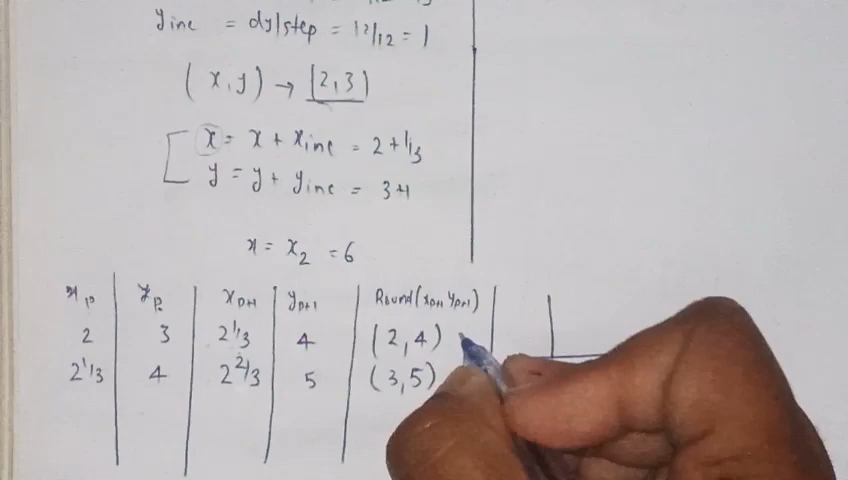 y inc = dy/step = 12/12 = 1
(x,y) → [2,3)
x = x + xinc = 2 + 1/3
y = y + yinc = 3+1
x = x2 = 6
xp yp xp+1 yp+1 Round(xp+1 yp+1)
2 3 2 1/3 4 (2,4)
2 1/3 4 2 2/3 5 (3,5)